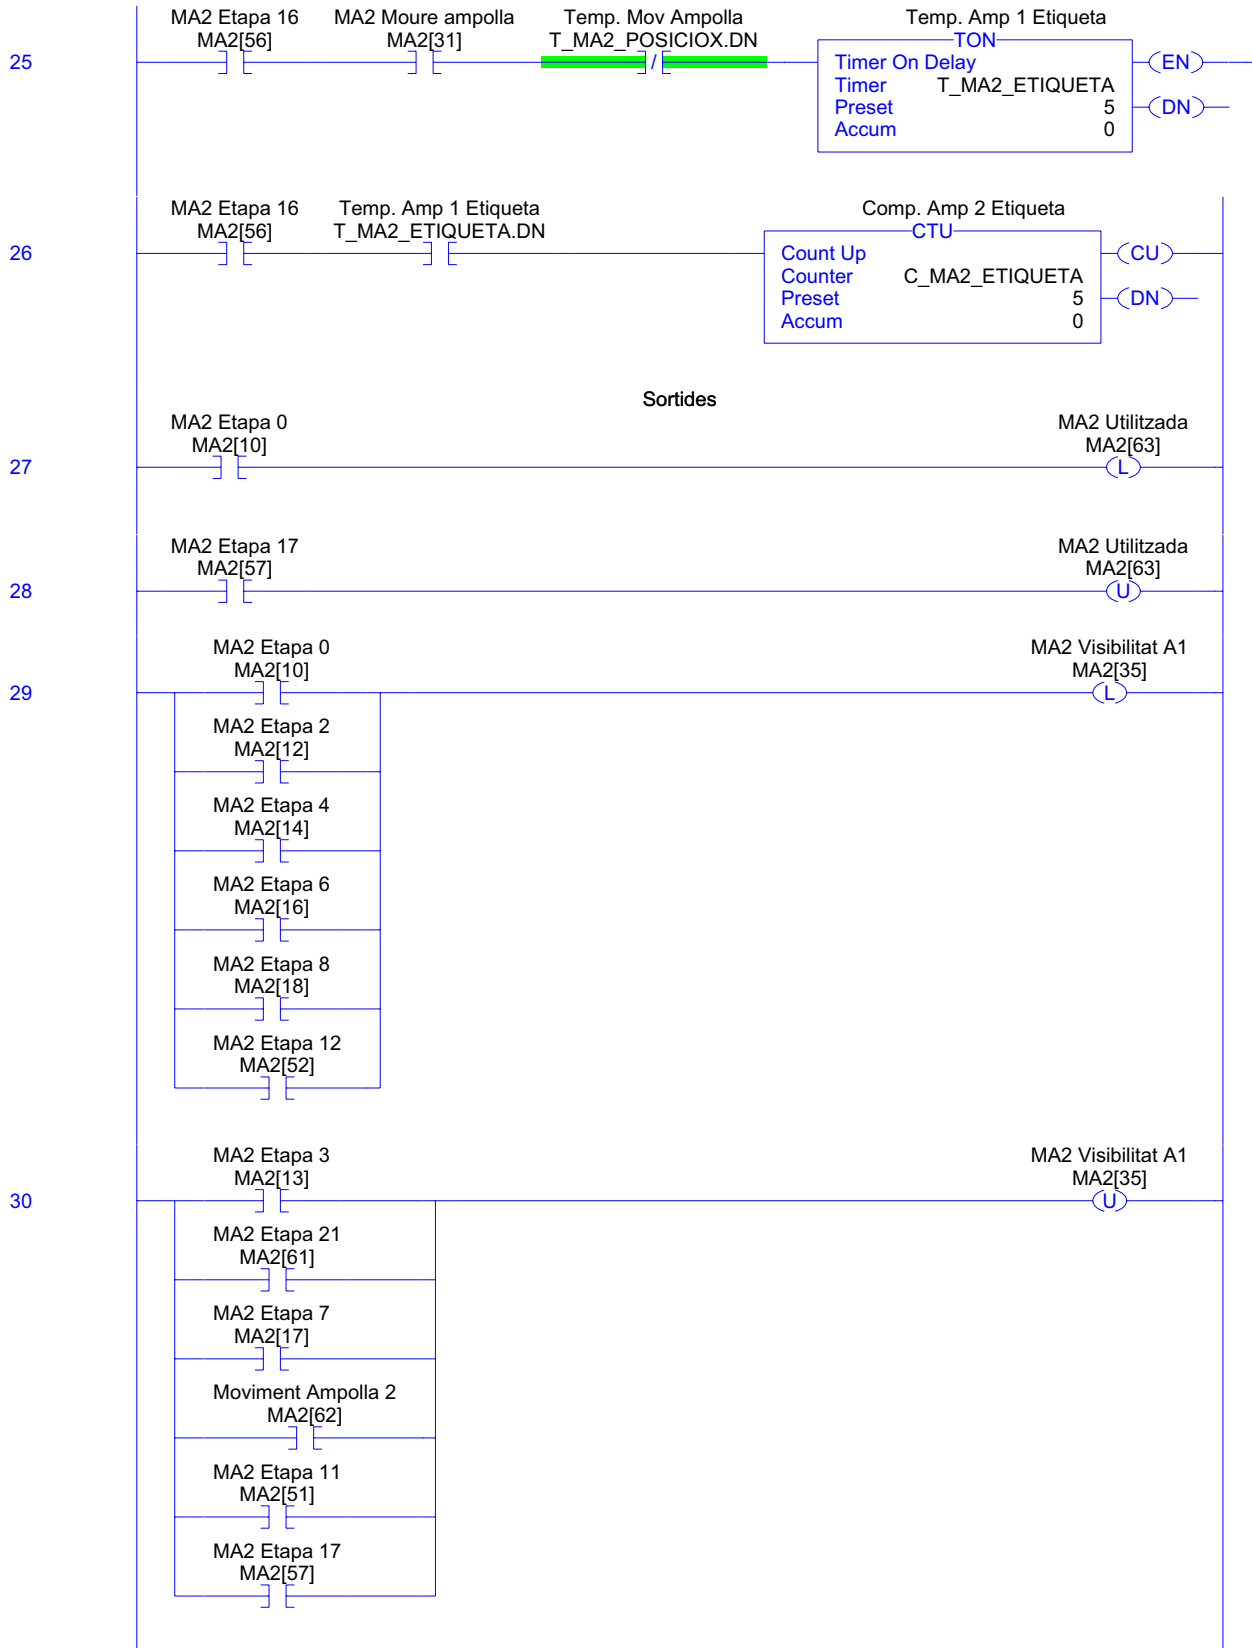 MA2 Etapa 16 MA2 Moure ampolla Temp. Mov Ampolla Temp. Amp 1 Etiqueta
MA2[56] MA2[31] T_MA2_POSICIOX.DN TON
25 / Timer On Delay (EN)
Timer T_MA2_ETIQUETA
Preset 5 (DN)
Accum 0
MA2 Etapa 16 Temp. Amp 1 Etiqueta Comp. Amp 2 Etiqueta
MA2[56] T_MA2_ETIQUETA.DN CTU
26 Count Up (CU)
Counter C_MA2_ETIQUETA
Preset 5 (DN)
Accum 0
Sortides
MA2 Etapa 0 MA2 Utilitzada
MA2[10] MA2[63]
27 (L)
MA2 Etapa 17 MA2 Utilitzada
MA2[57] MA2[63]
28 (U)
MA2 Etapa 0 MA2 Visibilitat A1
MA2[10] MA2[35]
29 (L)
MA2 Etapa 2
MA2[12]
MA2 Etapa 4
MA2[14]
MA2 Etapa 6
MA2[16]
MA2 Etapa 8
MA2[18]
MA2 Etapa 12
MA2[52]
MA2 Etapa 3 MA2 Visibilitat A1
MA2[13] MA2[35]
30 (U)
MA2 Etapa 21
MA2[61]
MA2 Etapa 7
MA2[17]
Moviment Ampolla 2
MA2[62]
MA2 Etapa 11
MA2[51]
MA2 Etapa 17
MA2[57]